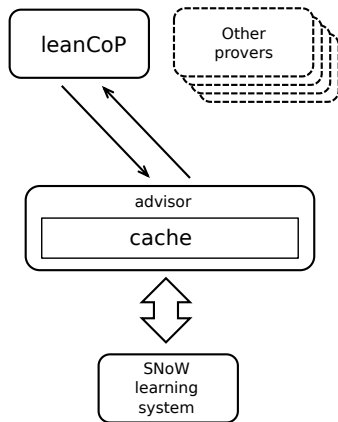 leanCoP
Other
provers
advisor
cache
SNoW
learning
system